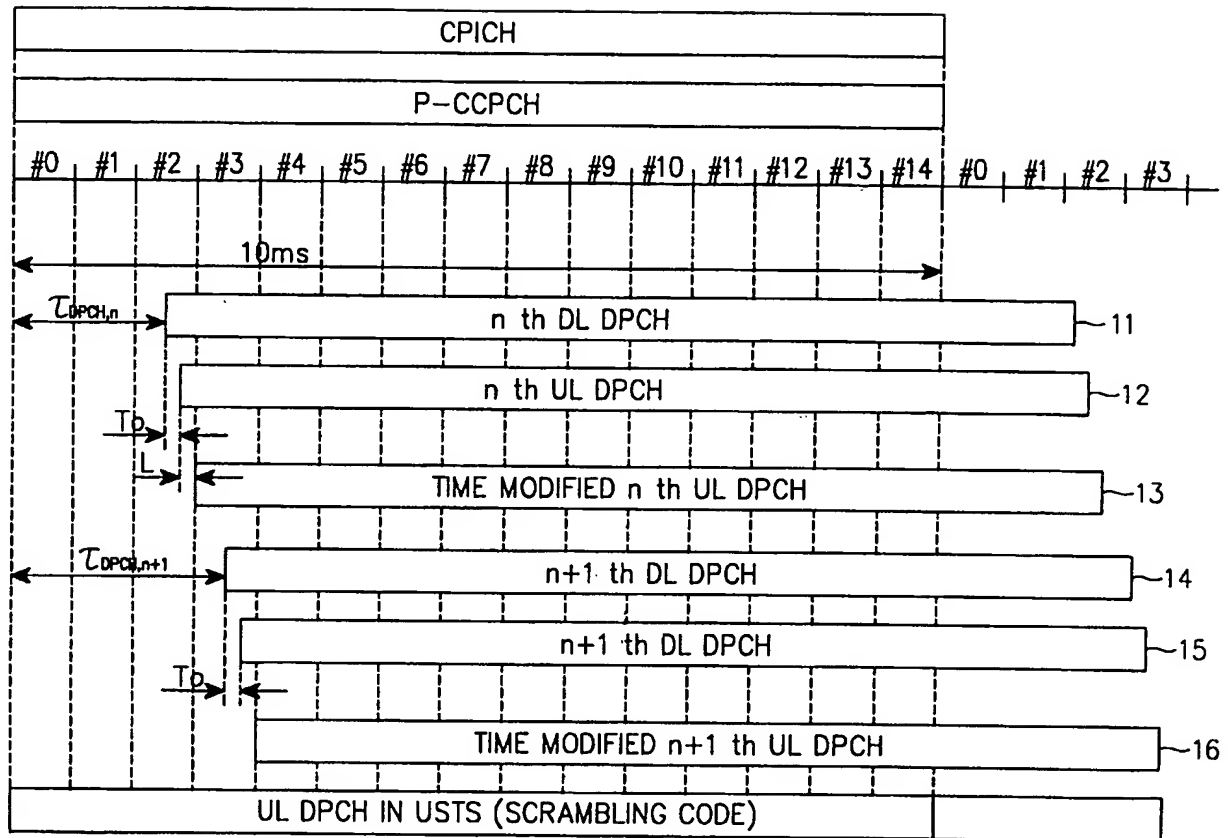 CPICH
P-CCPCH
#0 #1 #2 #3 #4 #5 #6 #7 #8 #9 #10 #11 #12 #13 #14 #0 #1 #2 #3
10ms
τDPCH,n
n th DL DPCH
11
n th UL DPCH
12
To
L
TIME MODIFIED n th UL DPCH
13
τDPCH,n+1
n+1 th DL DPCH
14
n+1 th DL DPCH
15
To
TIME MODIFIED n+1 th UL DPCH
16
UL DPCH IN USTS (SCRAMBLING CODE)